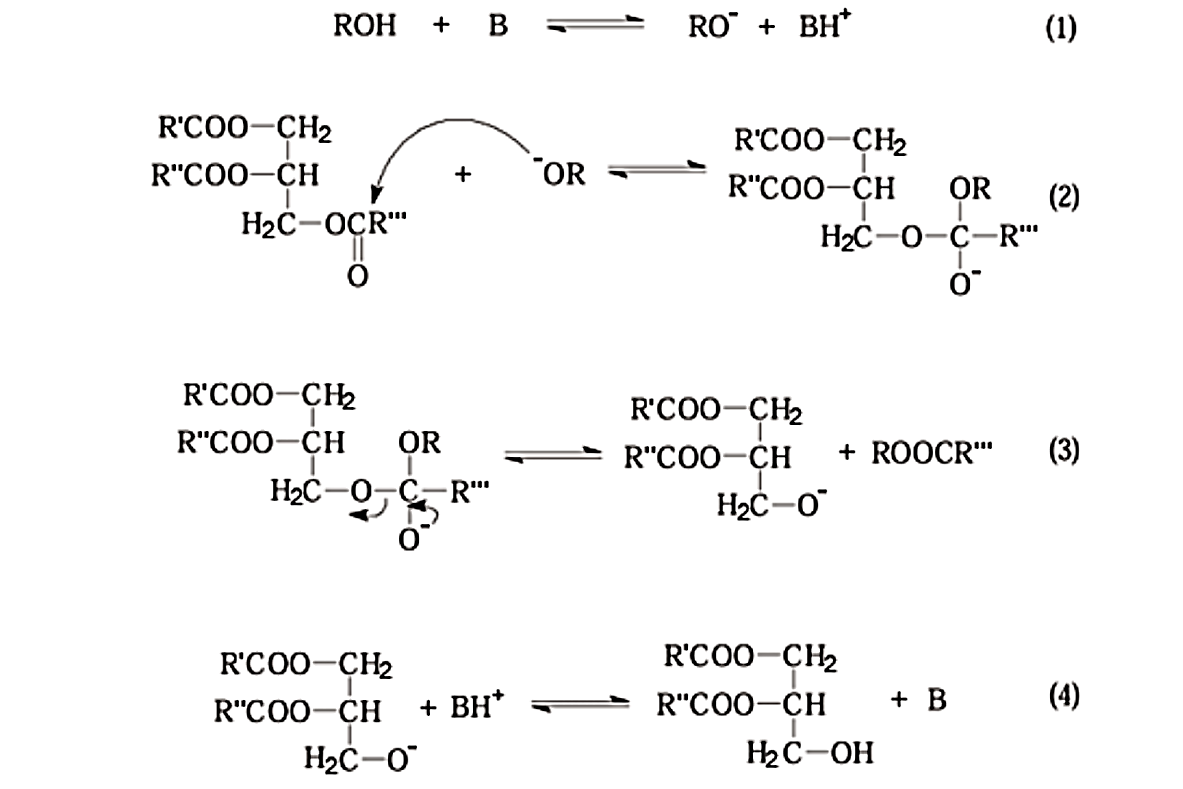 ROH + B ⇌ RO⁻ + BH⁺ (1)
R'COO—CH₂ R'COO—CH₂
R''COO—CH + ⁻OR ⇌ R''COO—CH OR (2)
H₂C—OCR''' H₂C—O—C—R'''
O O⁻
R'COO—CH₂ R'COO—CH₂
R''COO—CH OR ⇌ R''COO—CH + ROOCR''' (3)
H₂C—O—C—R''' H₂C—O⁻
O⁻
R'COO—CH₂ R'COO—CH₂
R''COO—CH + BH⁺ ⇌ R''COO—CH + B (4)
H₂C—O⁻ H₂C—OH